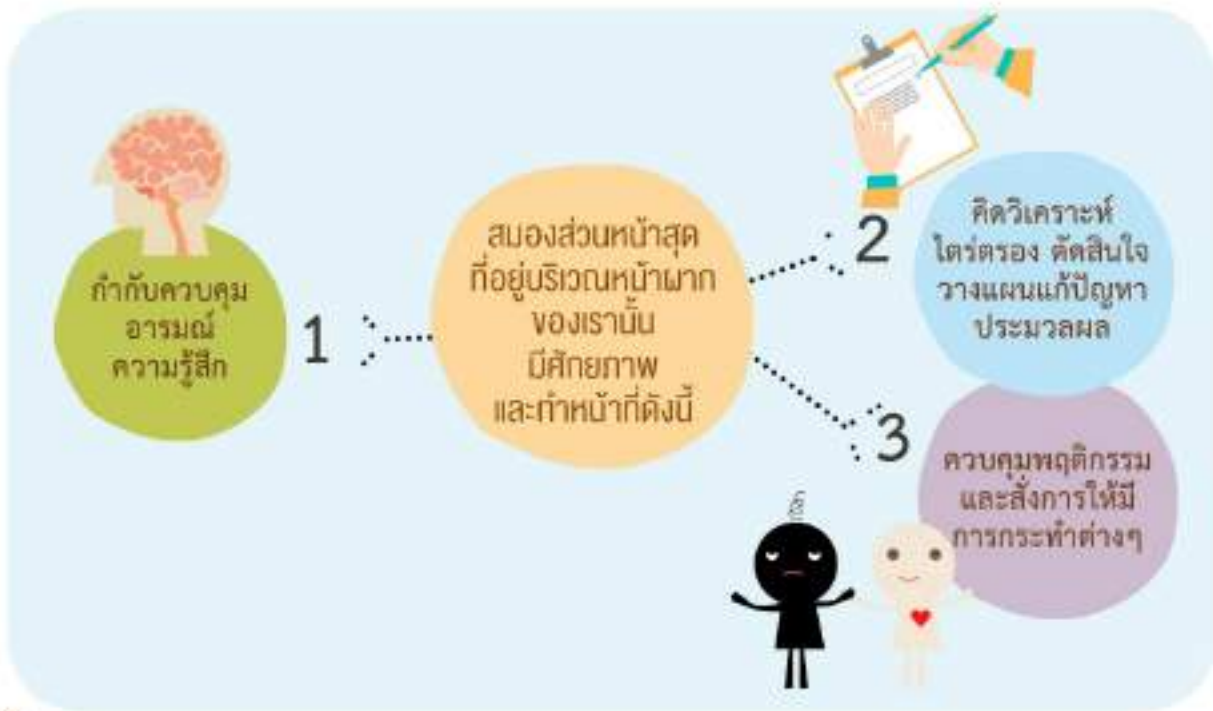 สมองส่วนหน้าสุด
ที่อยู่บริเวณหน้าผาก
ของเรานั้น
มีศักยภาพ
และทำหน้าที่ดังนี้
1
กำกับควบคุม
อารมณ์
ความรู้สึก
2
คิดวิเคราะห์
ไตร่ตรอง ตัดสินใจ
วางแผนแก้ปัญหา
ประมวลผล
3
ควบคุมพฤติกรรม
และสั่งการให้มี
การกระทำต่างๆ